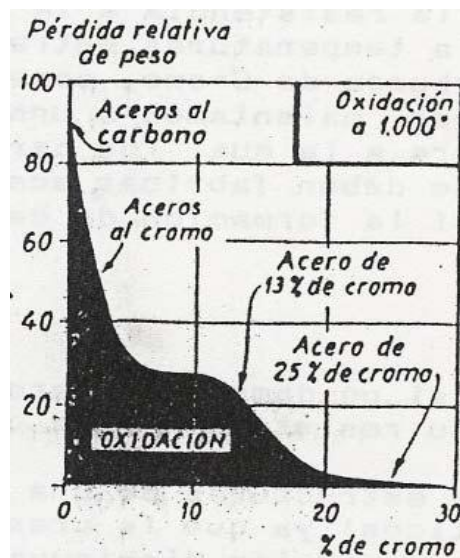 Pérdida relativa
de peso
100
80
60
40
20
0
10
20
30
% de cromo
Aceros al
carbono
Aceros
al cromo
Oxidación
a 1.000°
Acero de
13% de cromo
Acero de
25% de cromo
OXIDACION